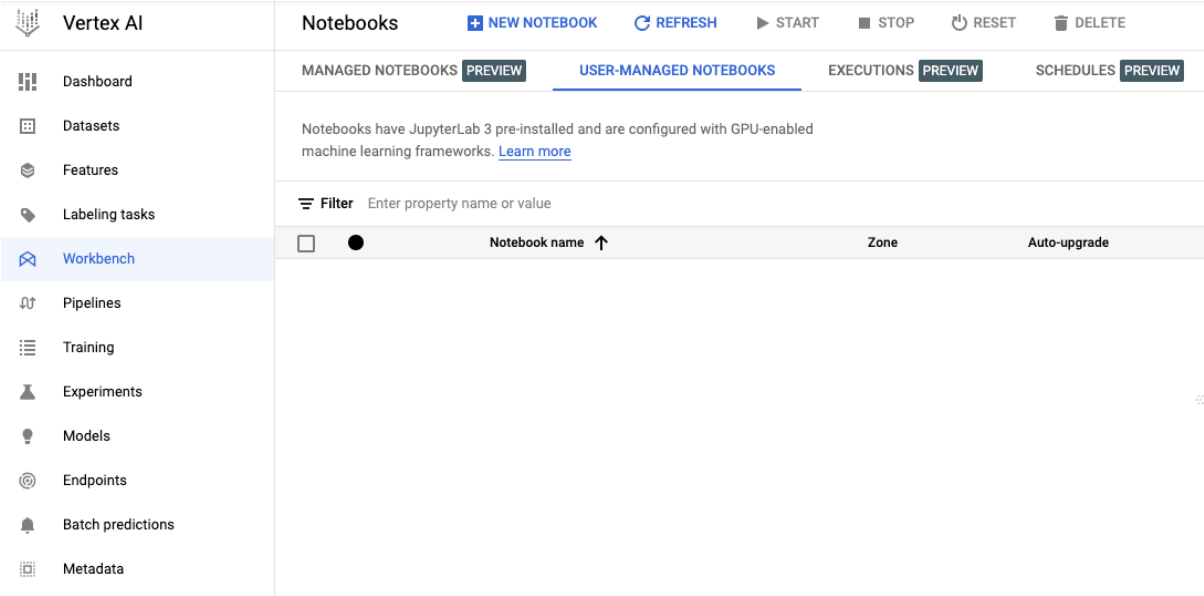 Vertex AI
Notebooks
NEW NOTEBOOK
REFRESH
START
STOP
RESET
DELETE
Dashboard
Datasets
Features
Labeling tasks
Workbench
Pipelines
Training
Experiments
Models
Endpoints
Batch predictions
Metadata
MANAGED NOTEBOOKS PREVIEW
USER-MANAGED NOTEBOOKS
EXECUTIONS PREVIEW
SCHEDULES PREVIEW
Notebooks have JupyterLab 3 pre-installed and are configured with GPU-enabled
machine learning frameworks. Learn more
Filter Enter property name or value
Notebook name
Zone
Auto-upgrade